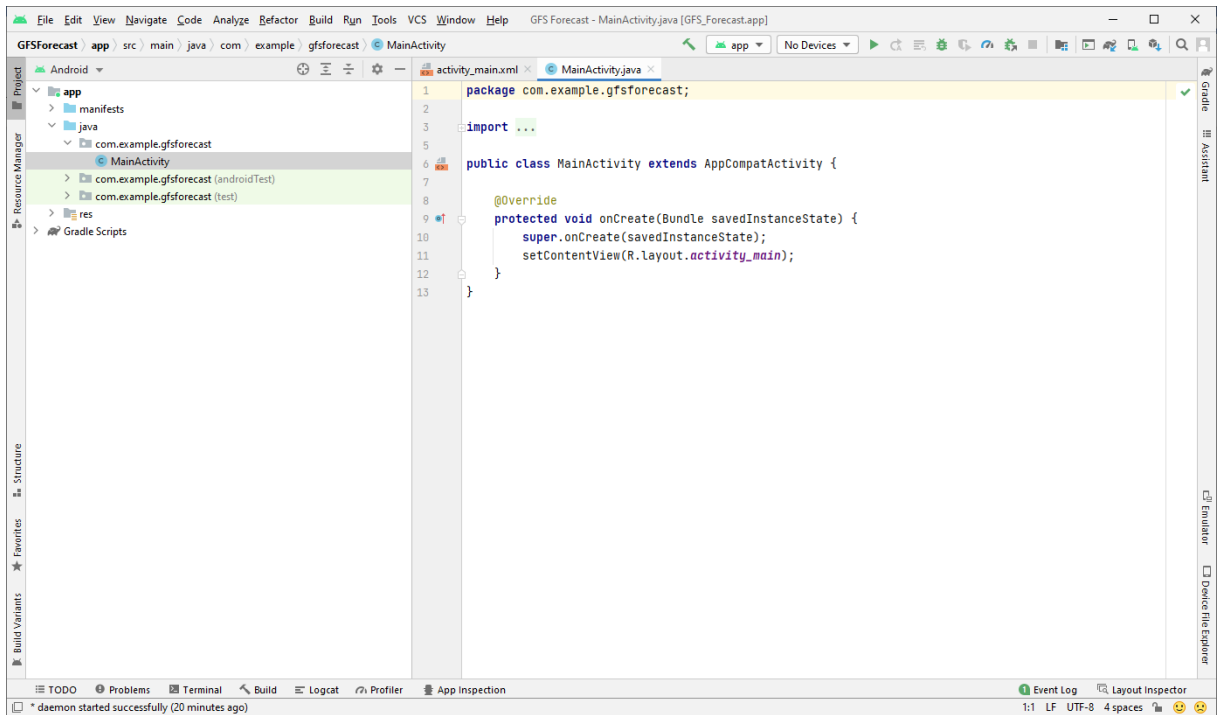 File Edit View Navigate Code Analyze Refactor Build Run Tools VCS Window Help GFS Forecast - MainActivity.java [GFS_Forecast.app]
GFSForecast app src main java com example gfsforecast MainActivity app No Devices
Project
Resource Manager
Structure
Favorites
Build Variants
Android
app
manifests
java
com.example.gfsforecast
MainActivity
com.example.gfsforecast (androidTest)
com.example.gfsforecast (test)
res
Gradle Scripts
activity_main.xml MainActivity.java
1 package com.example.gfsforecast;
2
3 import ...
5
6 public class MainActivity extends AppCompatActivity {
7
8 @Override
9 protected void onCreate(Bundle savedInstanceState) {
10 super.onCreate(savedInstanceState);
11 setContentView(R.layout.activity_main);
12 }
13 }
Gradle
Assistant
Emulator
Device File Explorer
TODO Problems Terminal Build Logcat Profiler App Inspection 1 Event Log Layout Inspector
* daemon started successfully (20 minutes ago) 1:1 LF UTF-8 4 spaces